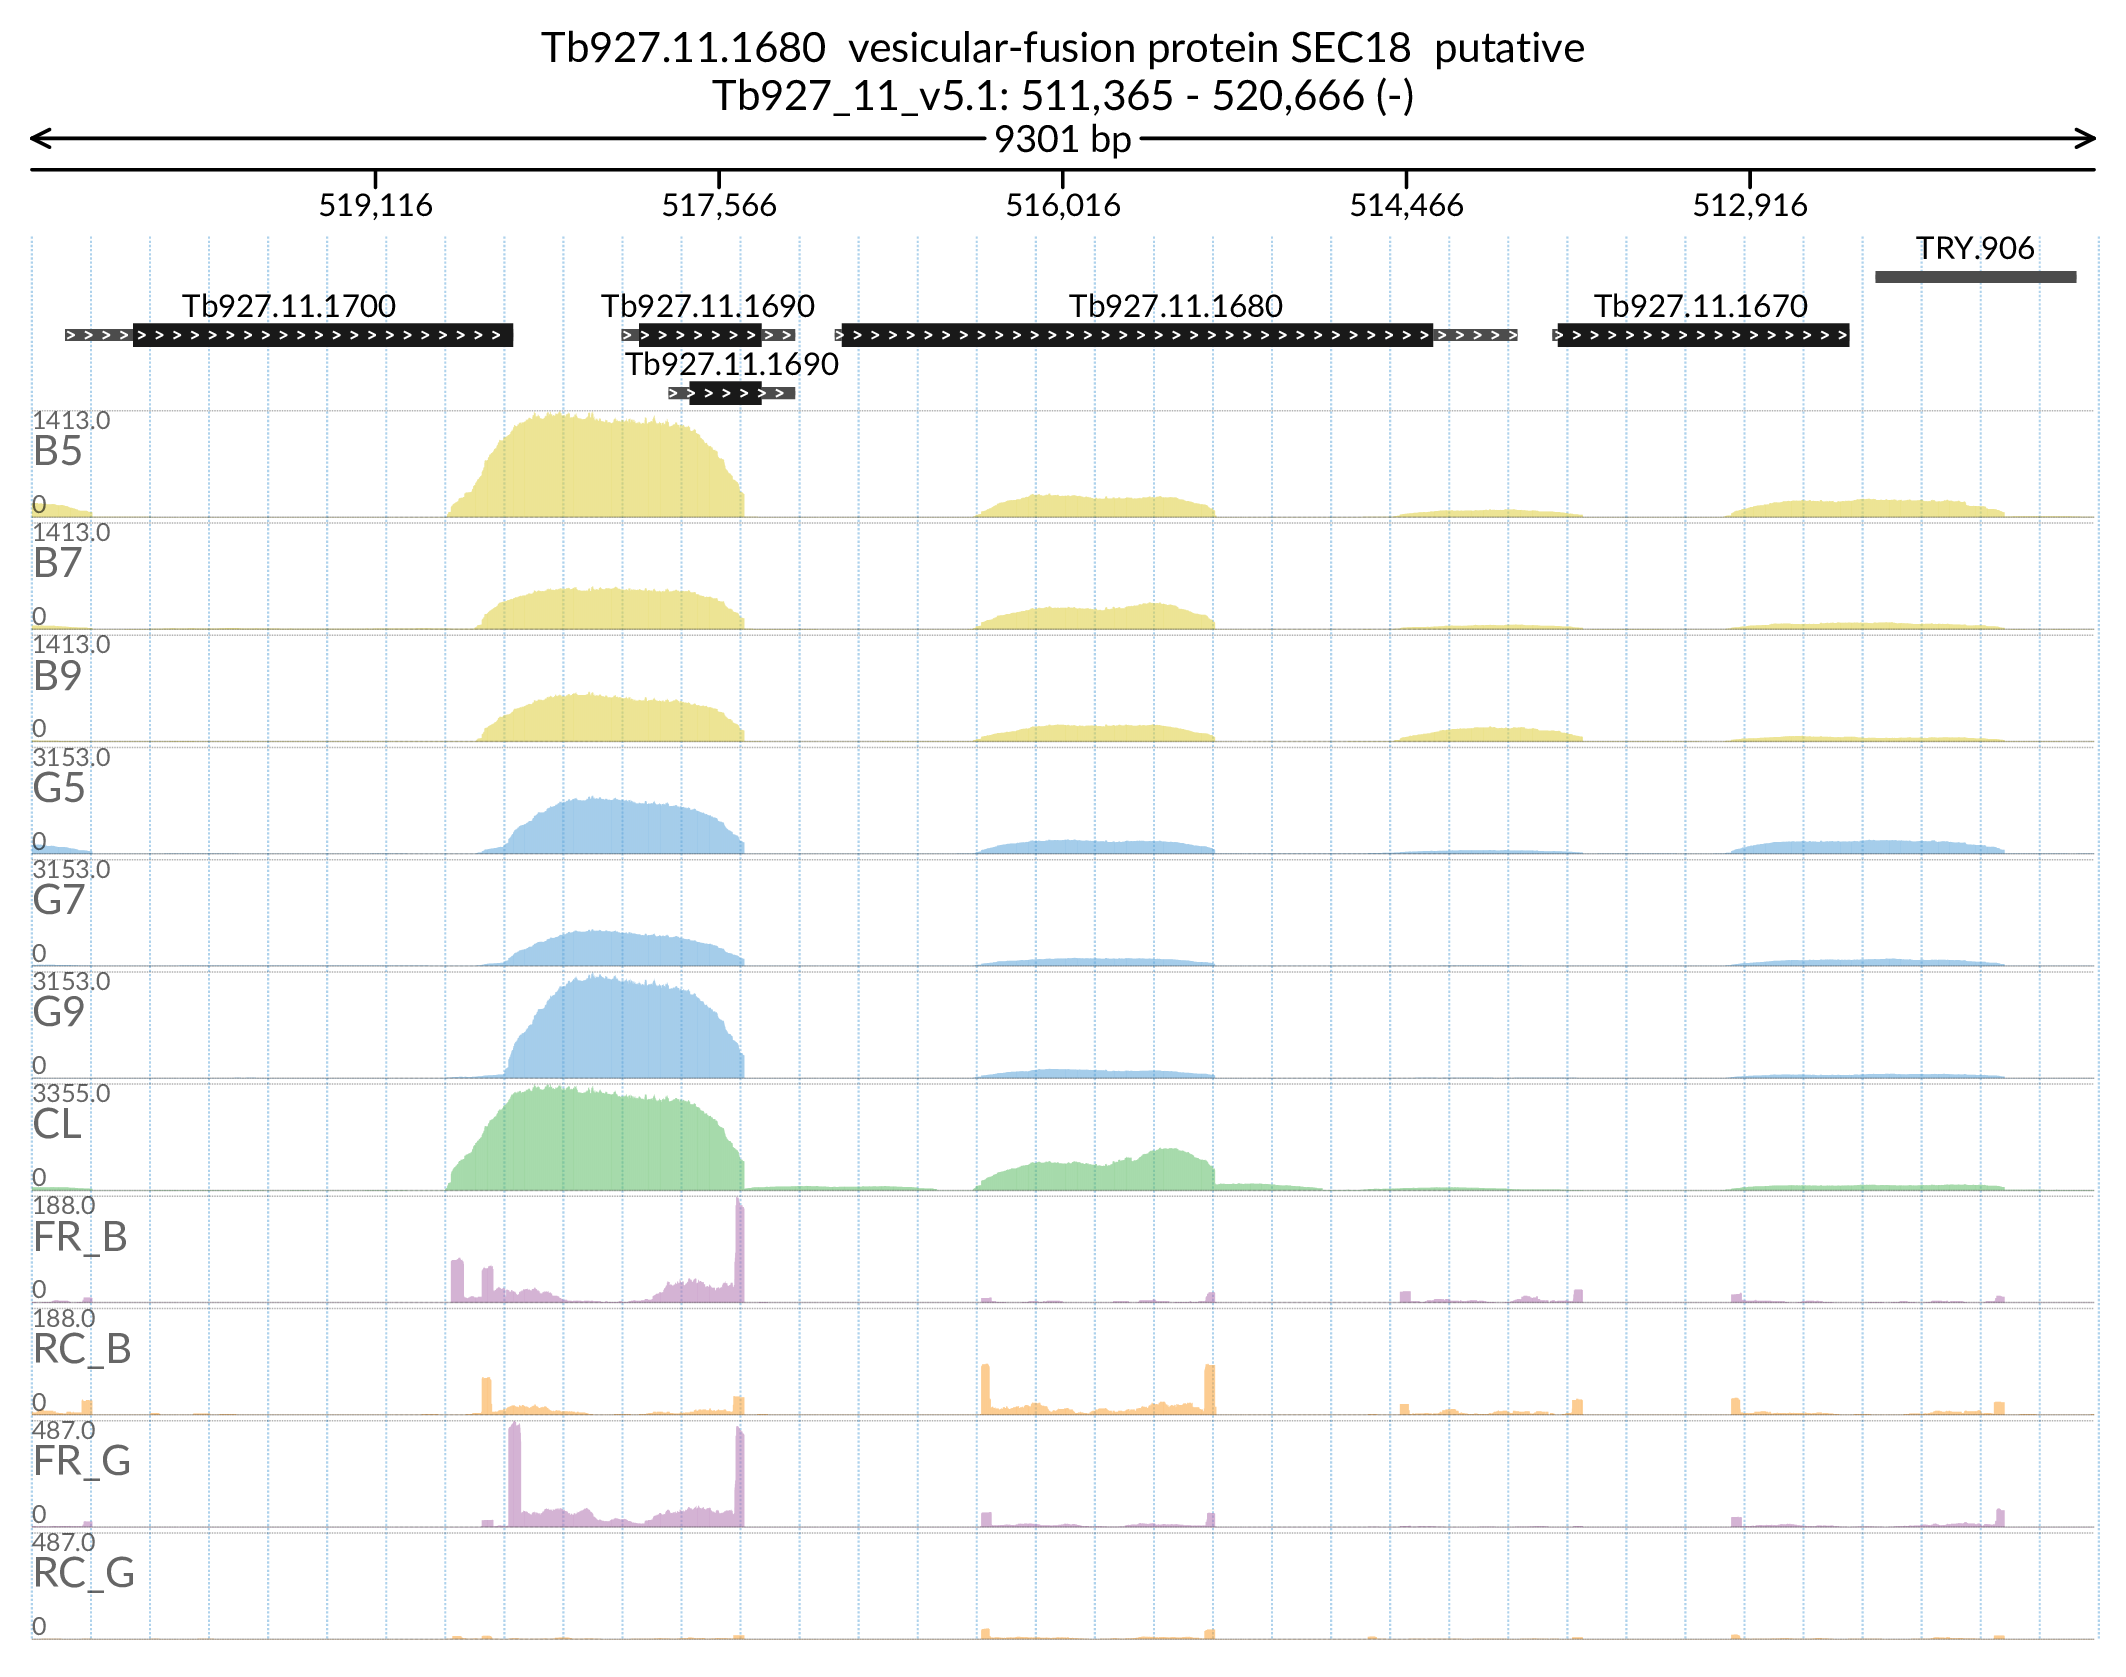 Tb927.11.1680  vesicular-fusion protein SEC18  putative
Tb927_11_v5.1: 511,365 - 520,666 (-)
9301 bp
519,116 517,566 516,016 514,466 512,916
TRY.906
Tb927.11.1700 Tb927.11.1690 Tb927.11.1680 Tb927.11.1670
Tb927.11.1690
1413.0
B5
0
1413.0
B7
0
1413.0
B9
0
3153.0
G5
0
3153.0
G7
0
3153.0
G9
0
3355.0
CL
0
188.0
FR_B
0
188.0
RC_B
0
487.0
FR_G
0
487.0
RC_G
0